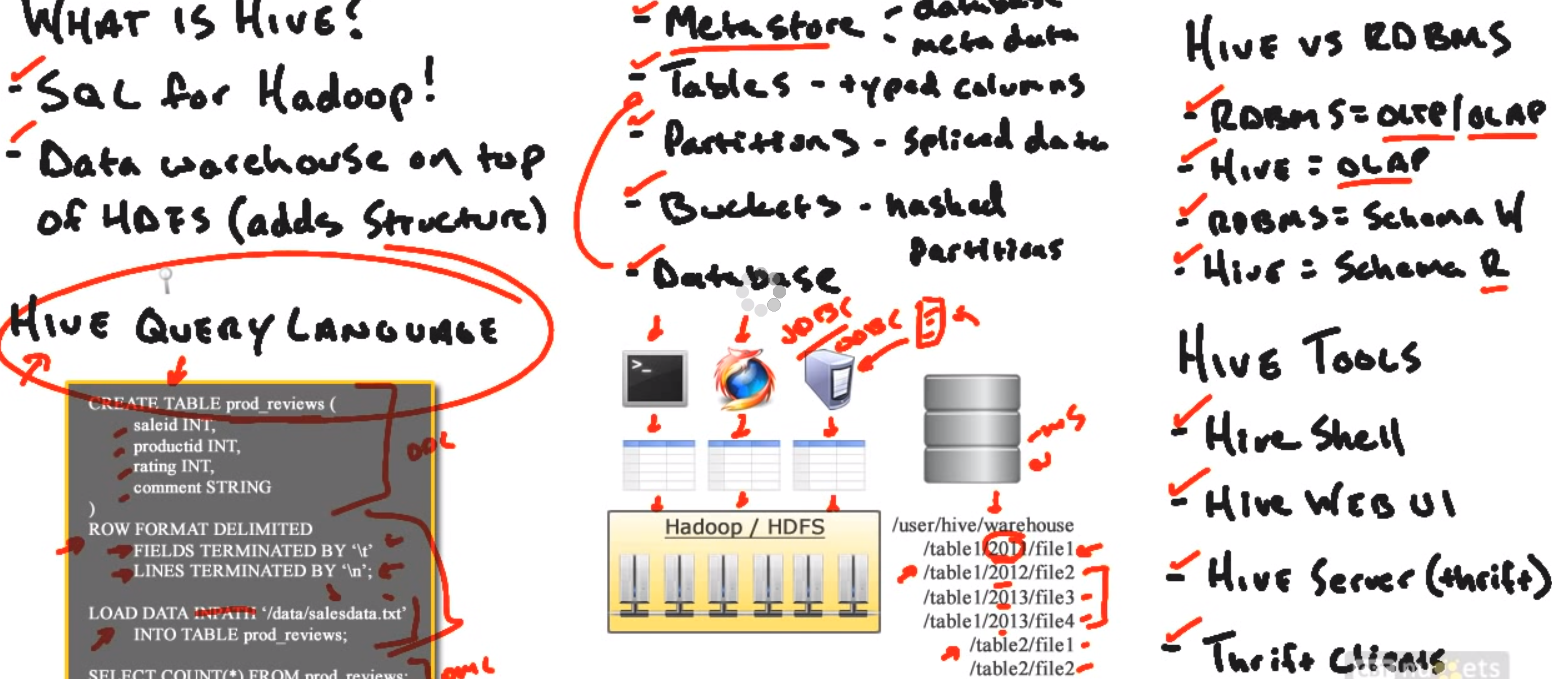 WHAT IS HIVE?
- SQL for Hadoop!
- Data warehouse on top
of HDFS (adds Structure)
HIVE QUERY LANGUAGE
CREATE TABLE prod_reviews (
saleid INT,
productid INT,
rating INT,
comment STRING
)
DDL
ROW FORMAT DELIMITED
FIELDS TERMINATED BY ‘\t’
LINES TERMINATED BY ‘\n’;
LOAD DATA INPATH ‘/data/salesdata.txt’
INTO TABLE prod_reviews;
SELECT COUNT(*) FROM prod_reviews;
DML
- Metastore - database
- meta data
- Tables - typed columns
- Partitions - spliced data
- Buckets - hashed
partitions
- Database
JDBC
ODBC
>_
Hadoop / HDFS
/user/hive/warehouse
/table1/2011/file1
/table1/2012/file2
/table1/2013/file3
/table1/2013/file4
/table2/file1
/table2/file2
HIVE VS RDBMS
- RDBMS = OLTP/OLAP
- HIVE = OLAP
- RDBMS = Schema W
- Hive = Schema R
HIVE TOOLS
- Hive Shell
- Hive WEB UI
- HIVE Server (thrift)
- Thrift Clients